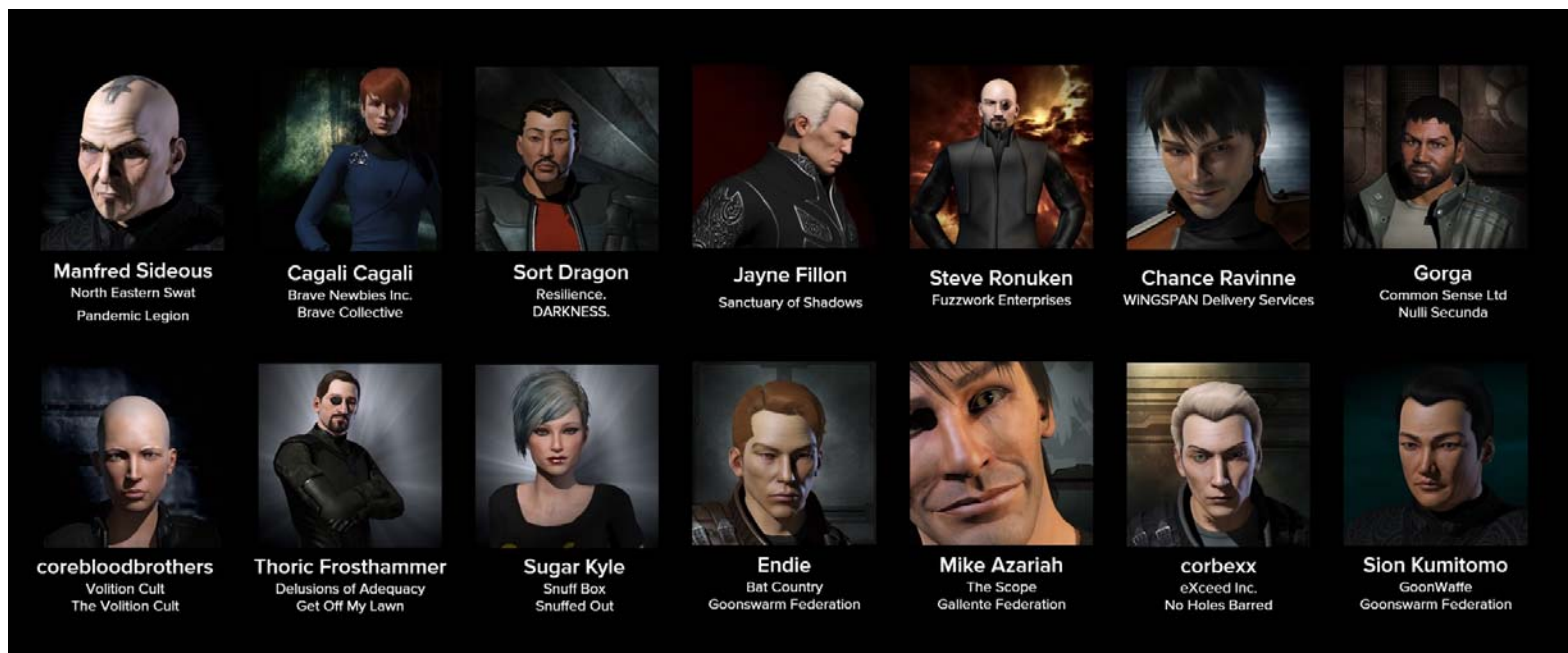 Manfred Sideous
North Eastern Swat
Pandemic Legion
Cagali Cagali
Brave Newbies Inc.
Brave Collective
Sort Dragon
Resilience.
DARKNESS.
Jayne Fillon
Sanctuary of Shadows
Steve Ronuken
Fuzzwork Enterprises
Chance Ravinne
WiNGSPAN Delivery Services
Gorga
Common Sense Ltd
Nulli Secunda
corebloodbrothers
Volition Cult
The Volition Cult
Thoric Frosthammer
Delusions of Adequacy
Get Off My Lawn
Sugar Kyle
Snuff Box
Snuffed Out
Endie
Bat Country
Goonswarm Federation
Mike Azariah
The Scope
Gallente Federation
corbexx
eXceed Inc.
No Holes Barred
Sion Kumitomo
GoonWaffe
Goonswarm Federation